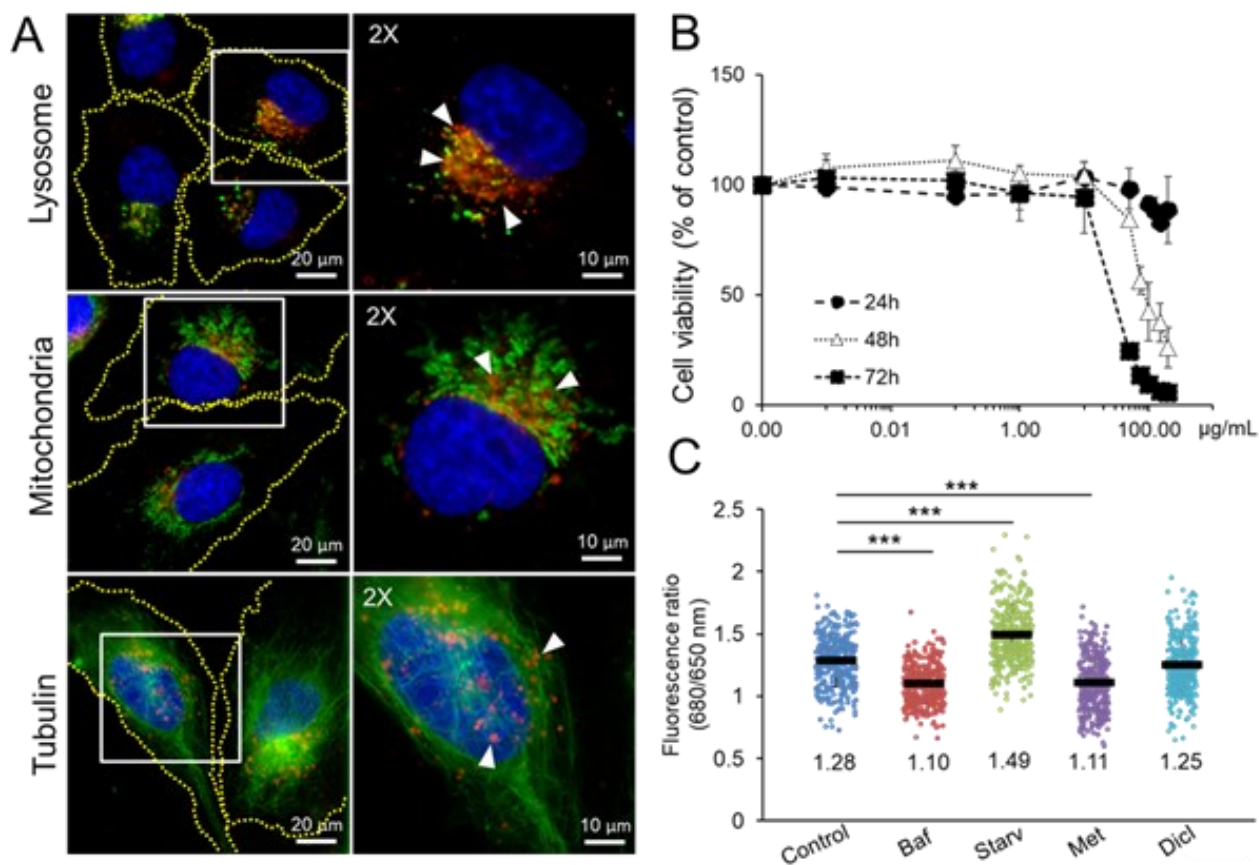 A
Lysosome
2X
20 µm
10 µm
Mitochondria
2X
20 µm
10 µm
Tubulin
2X
20 µm
10 µm
B
Cell viability (% of control)
150
100
50
0
24h
48h
72h
0.00 0.01 1.00 100.00 µg/mL
C
Fluorescence ratio
(680/650 nm)
2.5
2
1.5
1
0.5
0
***
***
***
1.28 1.10 1.49 1.11 1.25
Control Baf Starv Met Dicl